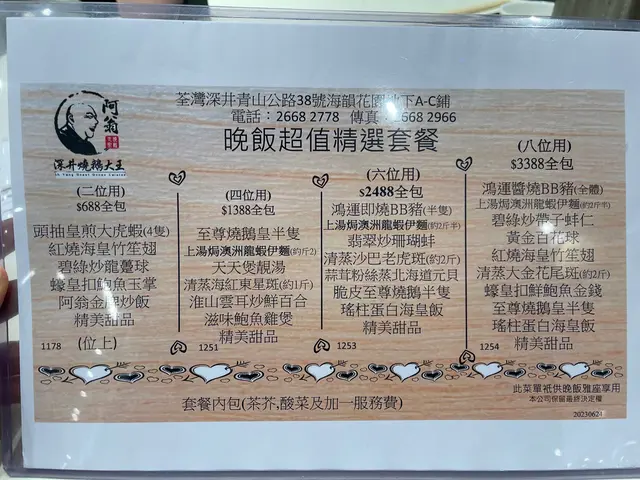 阿翁
深井燒鵝大王
荃灣深井青山公路38號海韻花園地下A-C鋪
電話：2668 2778 傳真：2668 2966
晚飯超值精選套餐
(二位用)
$688全包
頭抽皇煎大虎蝦(4隻)
紅燒海皇竹笙翅
碧綠炒龍躉球
蠔皇扣鮑魚玉掌
阿翁金牌炒飯
精美甜品
1178 (位上)
(四位用)
$1388全包
至尊燒鵝皇半隻
上湯焗澳洲龍蝦伊麵(約1斤2)
天天煲靚湯
清蒸海紅東星斑(約1斤)
淮山雲耳炒鮮百合
滋味鮑魚雞煲
精美甜品
1251
(六位用)
$2488全包
鴻運即燒BB豬(半隻)
上湯焗澳洲龍蝦伊麵(約2斤半)
翡翠炒珊瑚蚌
清蒸沙巴老虎斑(約2斤)
蒜茸粉絲蒸北海道元貝
脆皮至尊燒鵝半隻
瑤柱蛋白海皇飯
精美甜品
1253
(八位用)
$3388全包
鴻運醬燒BB豬(全體)
上湯焗澳洲龍蝦伊麵(約2斤半)
碧綠炒帶子蚌仁
黃金百花球
紅燒海皇竹笙翅
清蒸大金花尾斑(約2斤)
蠔皇扣鮮鮑魚金錢
至尊燒鵝皇半隻
瑤柱蛋白海皇飯
精美甜品
1254
套餐內包(茶芥,酸菜及加一服務費)
此菜單衹供晚飯雅座享用
本公司保留最終決定權
20230621